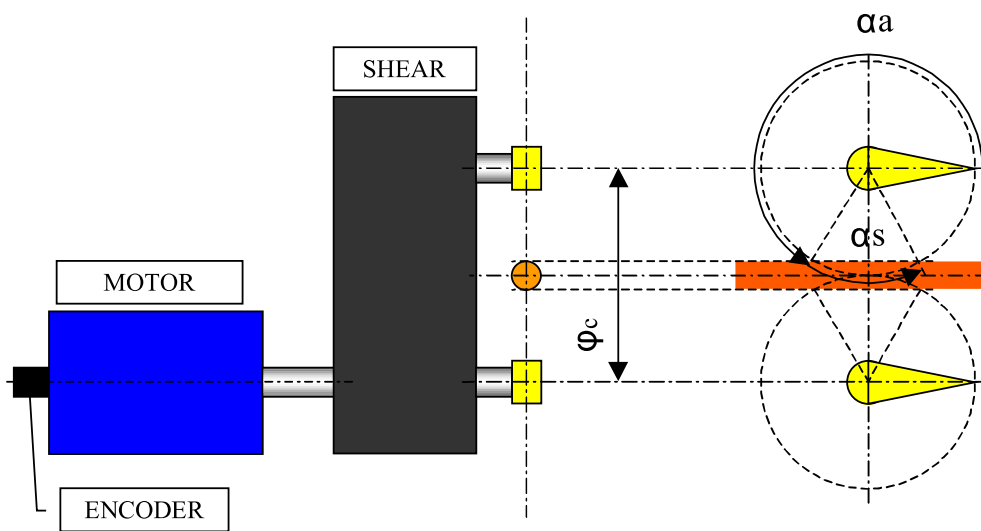 αa
SHEAR
αs
MOTOR
φc
ENCODER